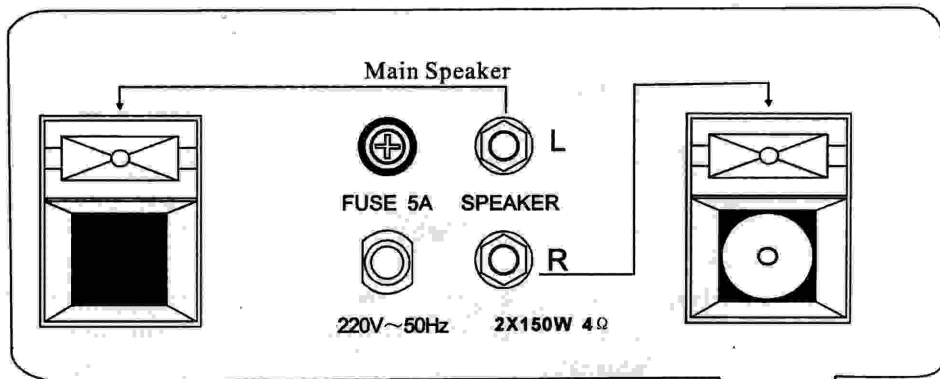 Main Speaker
L
FUSE 5A
SPEAKER
R
220V～50Hz
2X150W 4Ω